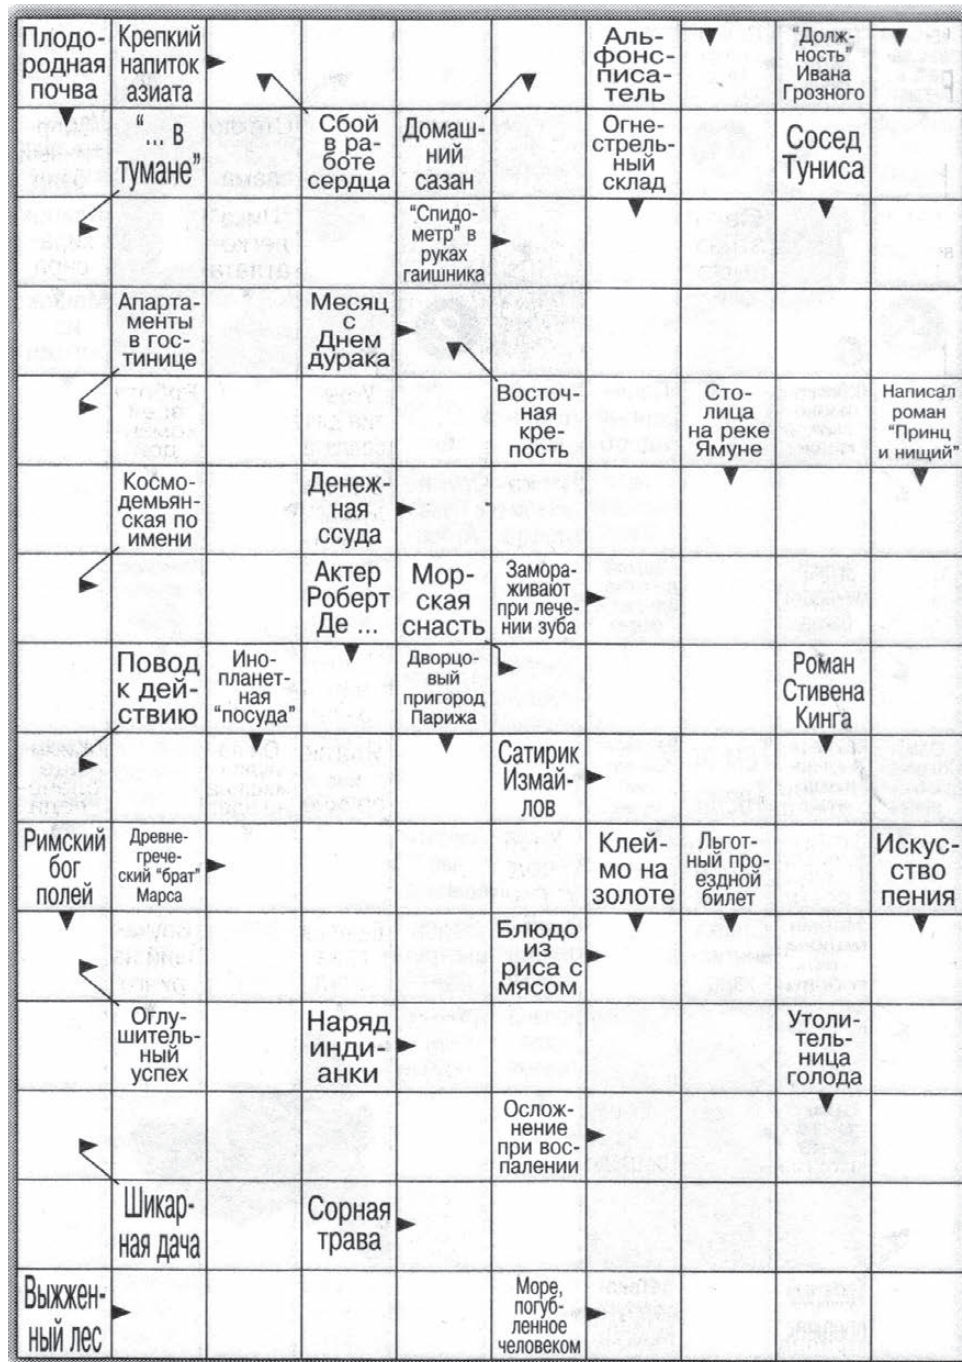 Плодо-
родная
почва
Крепкий
напиток
азиата
Аль-
фонс-
писа-
тель
"Долж-
ность"
Ивана
Грозного
"... в
тумане"
Сбой
в ра-
боте
сердца
Домаш-
ний
сазан
Огне-
стрель-
ный
склад
Сосед
Туниса
"Спидо-
метр" в
руках
гаишника
Апарта-
менты
в гос-
тинице
Месяц
с
Днем
дурака
Восточ-
ная
кре-
пость
Сто-
лица
на реке
Ямуне
Написал
роман
"Принц
и нищий"
Космо-
демьян-
ская по
имени
Денеж-
ная
ссуда
Актер
Роберт
Де ...
Мор-
ская
снасть
Замора-
живают
при лече-
нии зуба
Повод
к дей-
ствию
Ино-
планет-
ная
"посуда"
Дворцо-
вый
пригород
Парижа
Роман
Стивена
Кинга
Сатирик
Измай-
лов
Римский
бог
полей
Древне-
грече-
ский "брат"
Марса
Клей-
мо на
золоте
Льгот-
ный про-
ездной
билет
Искус-
ство
пения
Блюдо
из
риса с
мясом
Оглу-
шитель-
ный
успех
Наряд
инди-
анки
Утоли-
тель-
ница
голода
Ослож-
нение
при вос-
палении
Шикар-
ная дача
Сорная
трава
Выжжен-
ный лес
Море,
погуб-
ленное
человеком